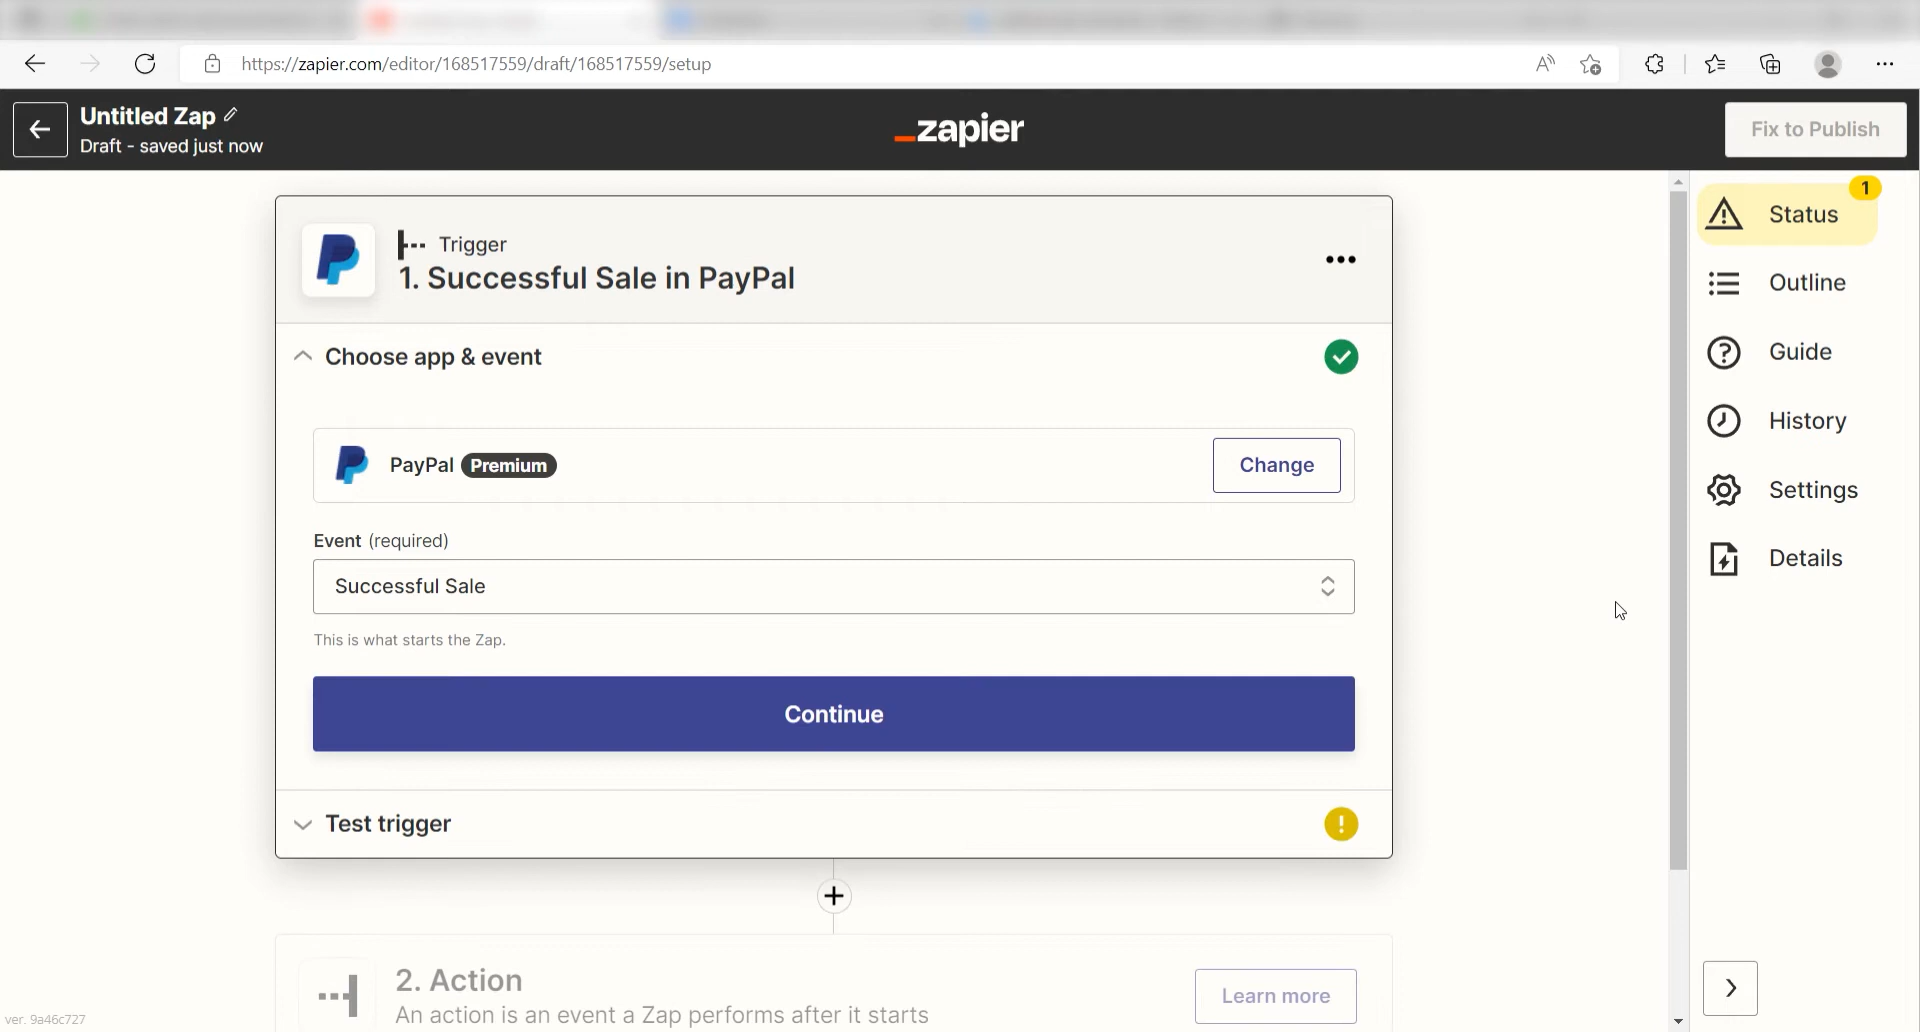 https://zapier.com/editor/168517559/draft/168517559/setup
Untitled Zap
Draft - saved just now
_zapier
Fix to Publish
Trigger
1. Successful Sale in PayPal
Choose app & event
PayPal Premium
Change
Event (required)
Successful Sale
This is what starts the Zap.
Continue
Test trigger
2. Action
An action is an event a Zap performs after it starts
Learn more
1
Status
Outline
Guide
History
Settings
Details
ver. 9a46c727